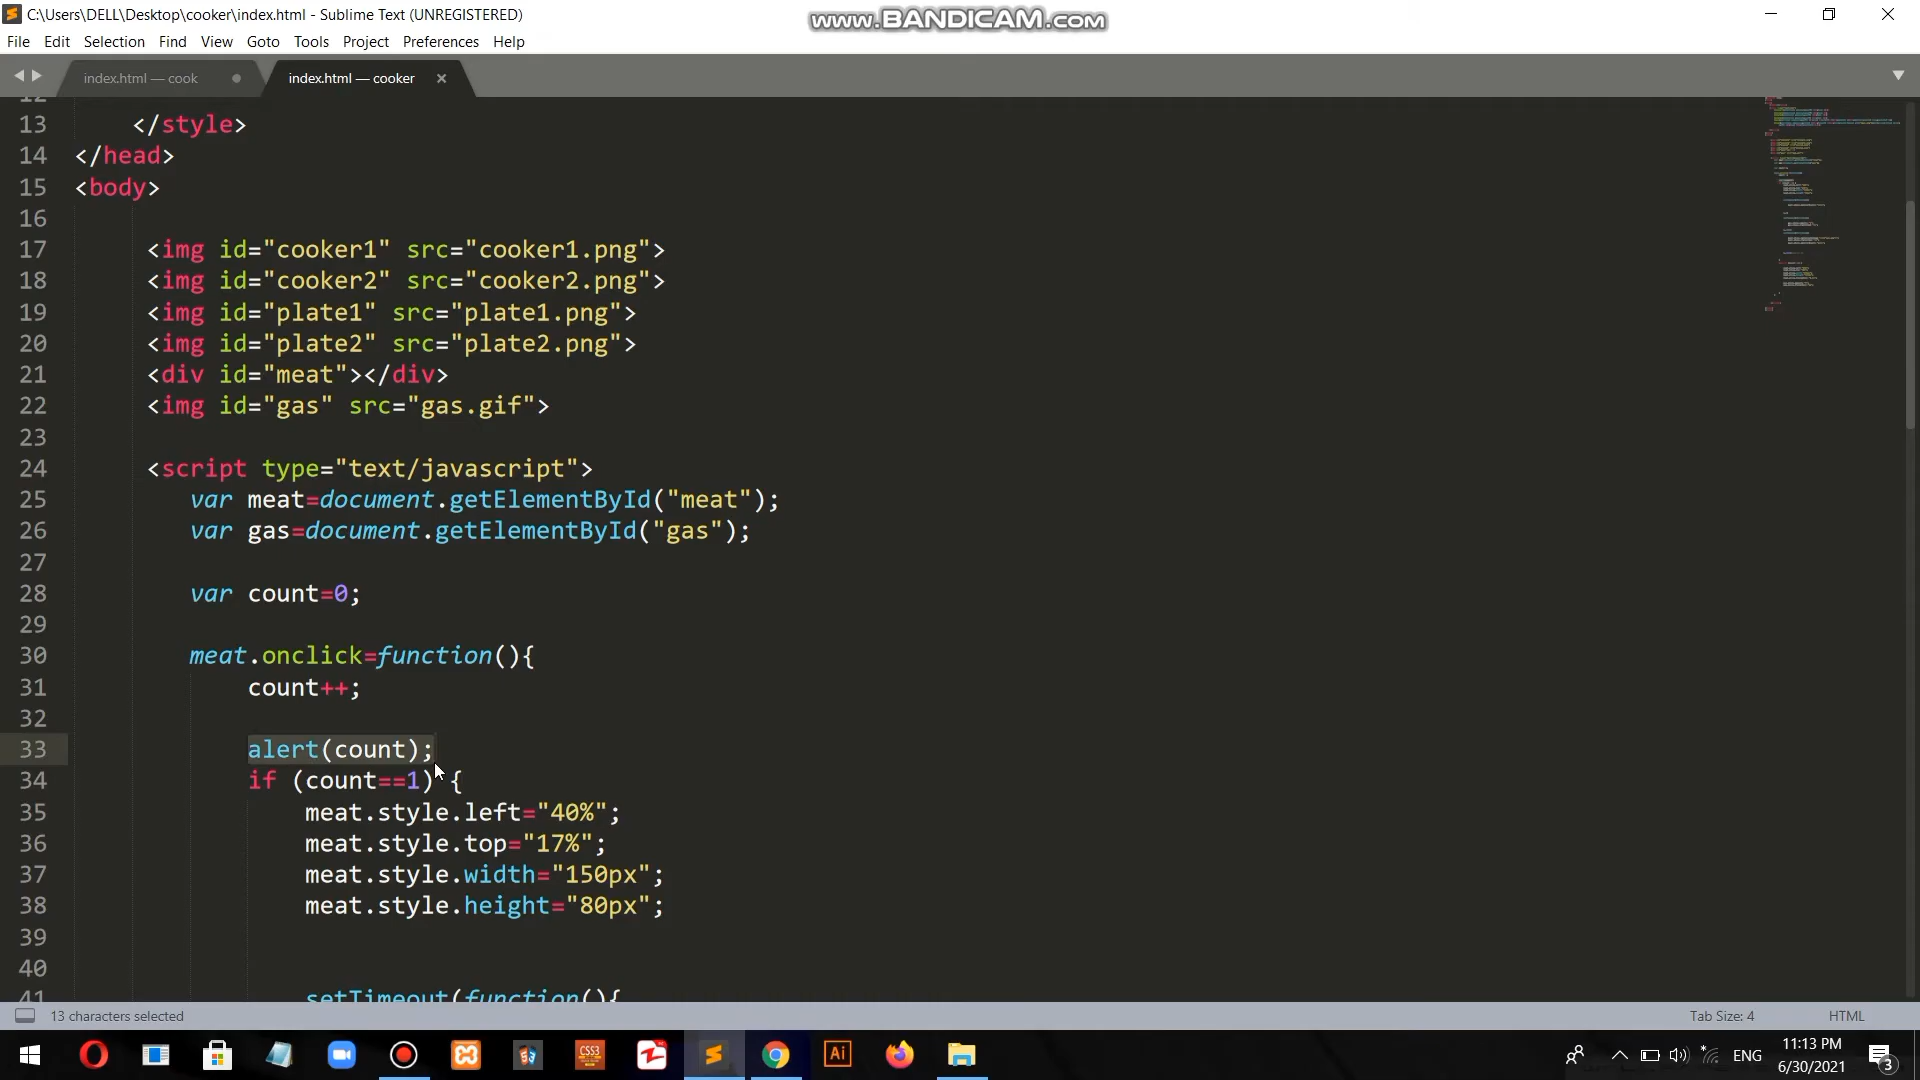 C:\Users\DELL\Desktop\cooker\index.html - Sublime Text (UNREGISTERED)
www.BANDICAM.com
File Edit Selection Find View Goto Tools Project Preferences Help
index.html — cook
index.html — cooker
12
13 </style>
14 </head>
15 <body>
16
17 <img id="cooker1" src="cooker1.png">
18 <img id="cooker2" src="cooker2.png">
19 <img id="plate1" src="plate1.png">
20 <img id="plate2" src="plate2.png">
21 <div id="meat"></div>
22 <img id="gas" src="gas.gif">
23
24 <script type="text/javascript">
25 var meat=document.getElementById("meat");
26 var gas=document.getElementById("gas");
27
28 var count=0;
29
30 meat.onclick=function(){
31 count++;
32
33 alert(count);
34 if (count==1) {
35 meat.style.left="40%";
36 meat.style.top="17%";
37 meat.style.width="150px";
38 meat.style.height="80px";
39
40
41 setTimeout(function(){
13 characters selected
Tab Size: 4
HTML
CSS3
Ai
ENG
11:13 PM
6/30/2021
3